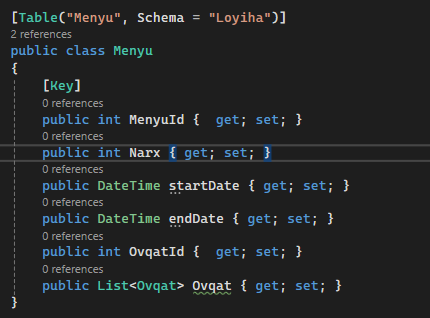 [Table("Menyu", Schema = "Loyiha")]
2 references
public class Menyu
{
[Key]
0 references
public int MenyuId {  get; set; }
0 references
public int Narx { get; set; }
0 references
public DateTime startDate { get; set; }
0 references
public DateTime endDate { get; set; }
0 references
public int OvqatId {  get; set; }
0 references
public List<Ovqat> Ovqat { get; set; }
}